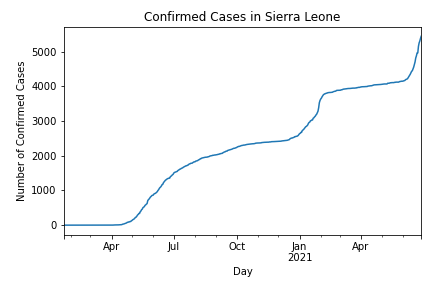 Confirmed Cases in Sierra Leone
Number of Confirmed Cases
5000
4000
3000
2000
1000
0
Apr Jul Oct Jan Apr
2021
Day